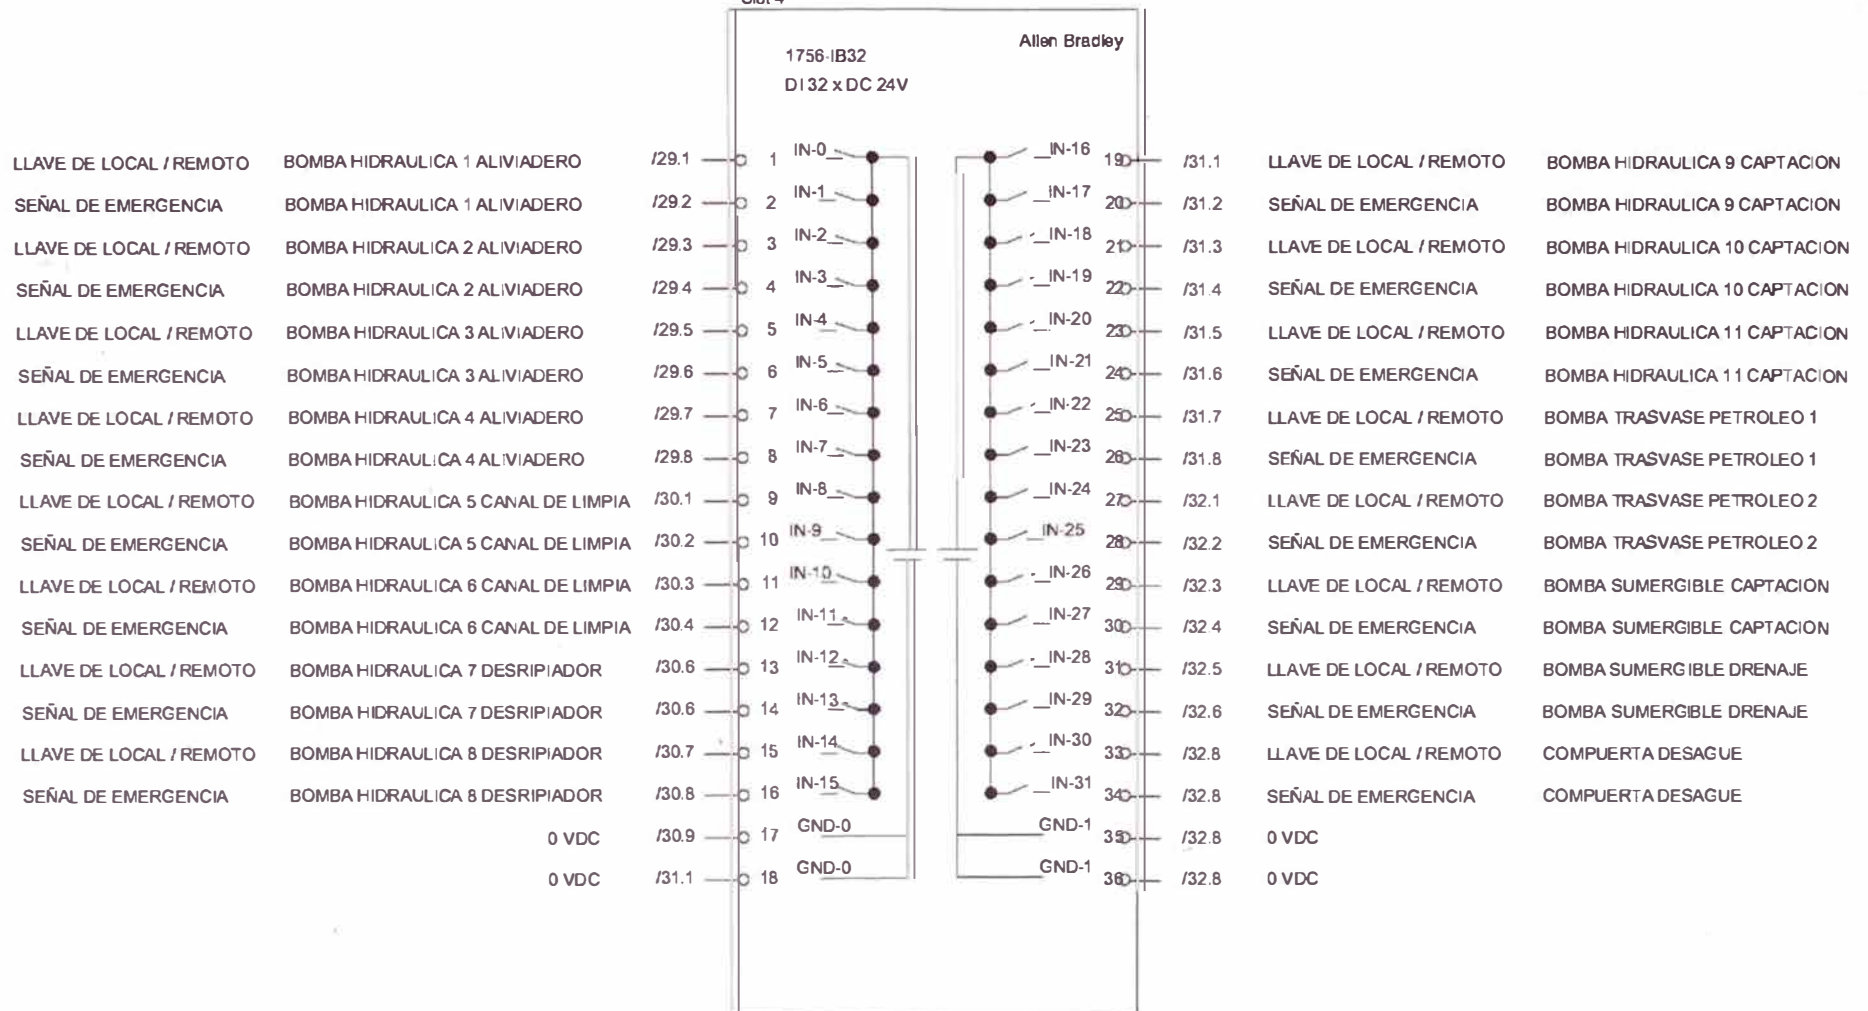 Slot 4
Allen Bradley
1756-IB32
DI 32 x DC 24V
LLAVE DE LOCAL / REMOTO BOMBA HIDRAULICA 1 ALIVIADERO /29.1 1 IN-0 IN-16 19 /31.1 LLAVE DE LOCAL / REMOTO BOMBA HIDRAULICA 9 CAPTACION
SEÑAL DE EMERGENCIA BOMBA HIDRAULICA 1 ALIVIADERO /29.2 2 IN-1 IN-17 20 /31.2 SEÑAL DE EMERGENCIA BOMBA HIDRAULICA 9 CAPTACION
LLAVE DE LOCAL / REMOTO BOMBA HIDRAULICA 2 ALIVIADERO /29.3 3 IN-2 IN-18 21 /31.3 LLAVE DE LOCAL / REMOTO BOMBA HIDRAULICA 10 CAPTACION
SEÑAL DE EMERGENCIA BOMBA HIDRAULICA 2 ALIVIADERO /29.4 4 IN-3 IN-19 22 /31.4 SEÑAL DE EMERGENCIA BOMBA HIDRAULICA 10 CAPTACION
LLAVE DE LOCAL / REMOTO BOMBA HIDRAULICA 3 ALIVIADERO /29.5 5 IN-4 IN-20 23 /31.5 LLAVE DE LOCAL / REMOTO BOMBA HIDRAULICA 11 CAPTACION
SEÑAL DE EMERGENCIA BOMBA HIDRAULICA 3 ALIVIADERO /29.6 6 IN-5 IN-21 24 /31.6 SEÑAL DE EMERGENCIA BOMBA HIDRAULICA 11 CAPTACION
LLAVE DE LOCAL / REMOTO BOMBA HIDRAULICA 4 ALIVIADERO /29.7 7 IN-6 IN-22 25 /31.7 LLAVE DE LOCAL / REMOTO BOMBA TRASVASE PETROLEO 1
SEÑAL DE EMERGENCIA BOMBA HIDRAULICA 4 ALIVIADERO /29.8 8 IN-7 IN-23 26 /31.8 SEÑAL DE EMERGENCIA BOMBA TRASVASE PETROLEO 1
LLAVE DE LOCAL / REMOTO BOMBA HIDRAULICA 5 CANAL DE LIMPIA /30.1 9 IN-8 IN-24 27 /32.1 LLAVE DE LOCAL / REMOTO BOMBA TRASVASE PETROLEO 2
SEÑAL DE EMERGENCIA BOMBA HIDRAULICA 5 CANAL DE LIMPIA /30.2 10 IN-9 IN-25 28 /32.2 SEÑAL DE EMERGENCIA BOMBA TRASVASE PETROLEO 2
LLAVE DE LOCAL / REMOTO BOMBA HIDRAULICA 6 CANAL DE LIMPIA /30.3 11 IN-10 IN-26 29 /32.3 LLAVE DE LOCAL / REMOTO BOMBA SUMERGIBLE CAPTACION
SEÑAL DE EMERGENCIA BOMBA HIDRAULICA 6 CANAL DE LIMPIA /30.4 12 IN-11 IN-27 30 /32.4 SEÑAL DE EMERGENCIA BOMBA SUMERGIBLE CAPTACION
LLAVE DE LOCAL / REMOTO BOMBA HIDRAULICA 7 DESRIPIADOR /30.6 13 IN-12 IN-28 31 /32.5 LLAVE DE LOCAL / REMOTO BOMBA SUMERGIBLE DRENAJE
SEÑAL DE EMERGENCIA BOMBA HIDRAULICA 7 DESRIPIADOR /30.6 14 IN-13 IN-29 32 /32.6 SEÑAL DE EMERGENCIA BOMBA SUMERGIBLE DRENAJE
LLAVE DE LOCAL / REMOTO BOMBA HIDRAULICA 8 DESRIPIADOR /30.7 15 IN-14 IN-30 33 /32.8 LLAVE DE LOCAL / REMOTO COMPUERTA DESAGUE
SEÑAL DE EMERGENCIA BOMBA HIDRAULICA 8 DESRIPIADOR /30.8 16 IN-15 IN-31 34 /32.8 SEÑAL DE EMERGENCIA COMPUERTA DESAGUE
0 VDC /30.9 17 GND-0 GND-1 35 /32.8 0 VDC
0 VDC /31.1 18 GND-0 GND-1 36 /32.8 0 VDC